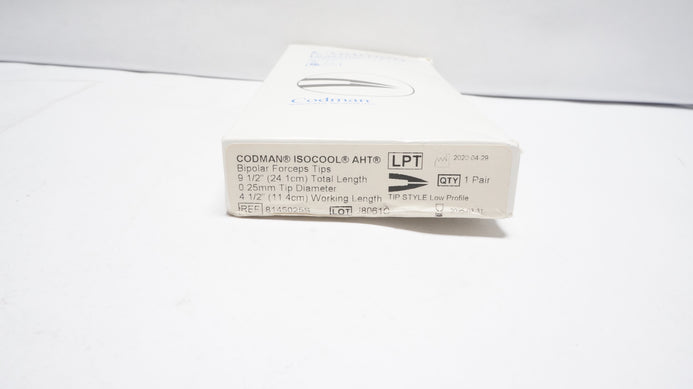 Codman
CODMAN® ISOCOOL® AHT®
LPT
2020-04-29
Bipolar Forceps Tips
9 1/2" (24.1cm) Total Length
QTY 1 Pair
0.25mm Tip Diameter
4 1/2" (11.4cm) Working Length
TIP STYLE Low Profile
REF 8145025S
LOT